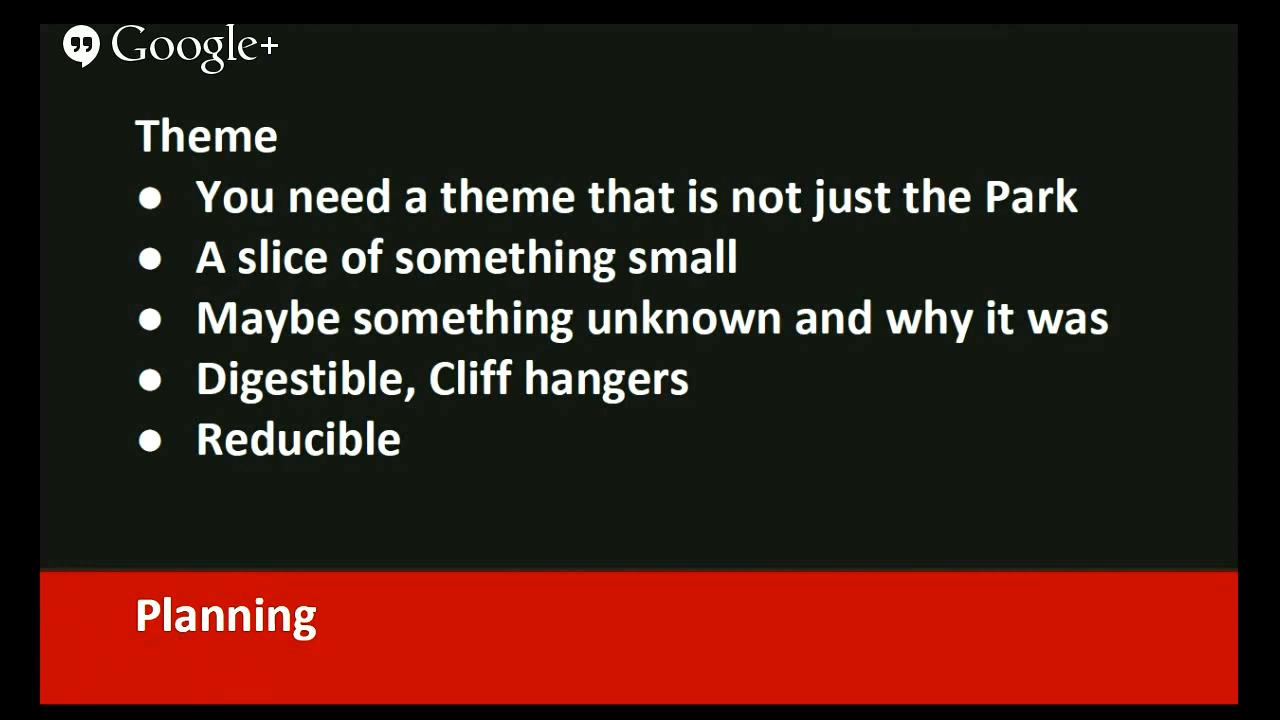 Google+
Theme
● You need a theme that is not just the Park
● A slice of something small
● Maybe something unknown and why it was
● Digestible, Cliff hangers
● Reducible
Planning